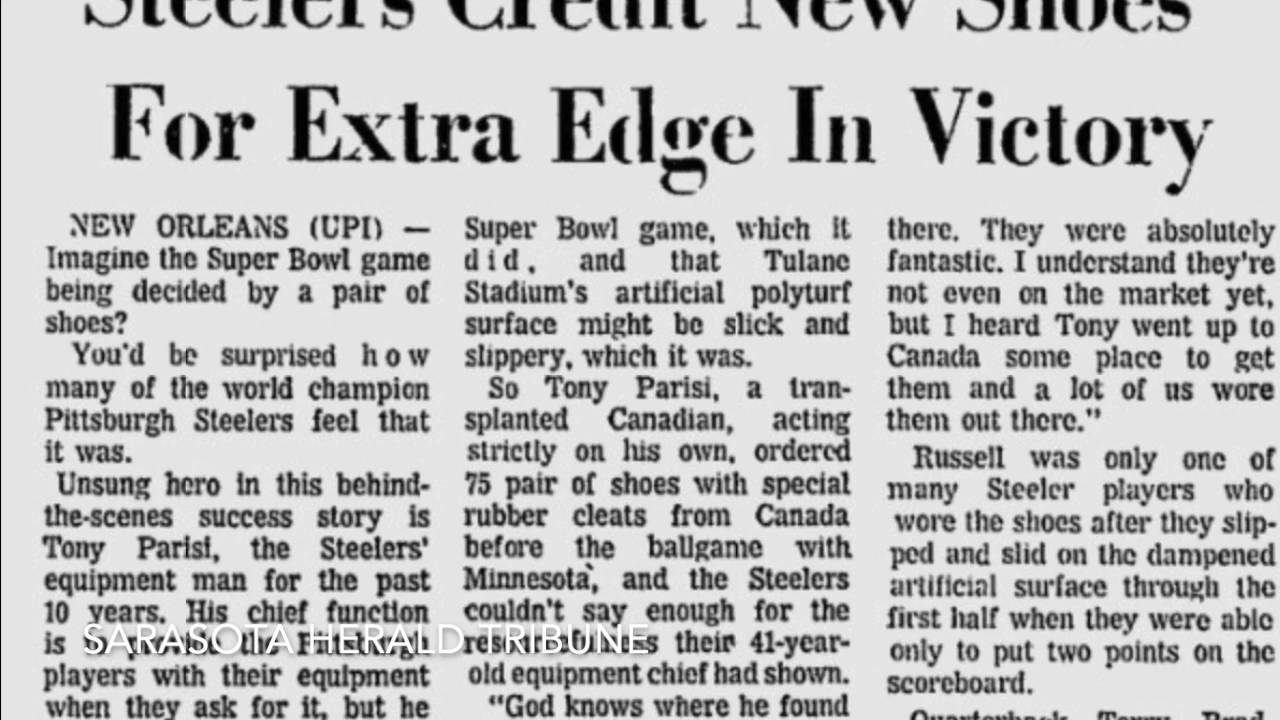 Steelers Credit New Shoes
For Extra Edge In Victory
NEW ORLEANS (UPI) —
Imagine the Super Bowl game
being decided by a pair of
shoes?
You'd be surprised how
many of the world champion
Pittsburgh Steelers feel that
it was.
Unsung hero in this behind-
the-scenes success story is
Tony Parisi, the Steelers'
equipment man for the past
10 years. His chief function
is
players with their equipment
when they ask for it, but he
Super Bowl game, which it
did, and that Tulane
Stadium's artificial polyturf
surface might be slick and
slippery, which it was.
So Tony Parisi, a tran-
splanted Canadian, acting
strictly on his own, ordered
75 pair of shoes with special
rubber cleats from Canada
before the ballgame with
Minnesota, and the Steelers
couldn't say enough for the
their 41-year-
old equipment chief had shown.
"God knows where he found
there. They were absolutely
fantastic. I understand they're
not even on the market yet,
but I heard Tony went up to
Canada some place to get
them and a lot of us wore
them out there."
Russell was only one of
many Steeler players who
wore the shoes after they slip-
ped and slid on the dampened
artificial surface through the
first half when they were able
only to put two points on the
scoreboard.
SARASOTA HERALD TRIBUNE